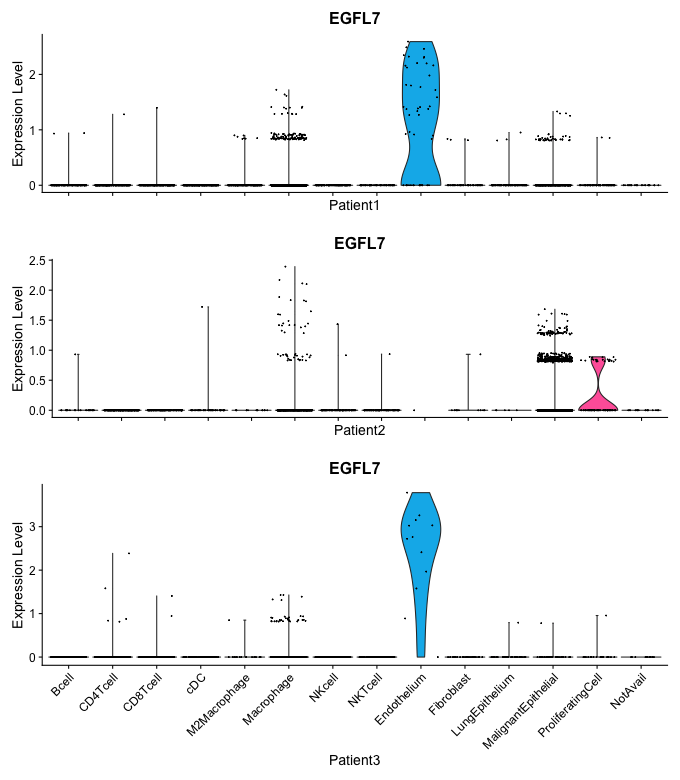 EGFL7
Expression Level
2
1
0
Patient1
EGFL7
Expression Level
2.5
2.0
1.5
1.0
0.5
0.0
Patient2
EGFL7
Expression Level
3
2
1
0
Bcell
CD4Tcell
CD8Tcell
cDC
M2Macrophage
Macrophage
NKcell
NKTcell
Endothelium
Fibroblast
LungEpithelium
MalignantEpithelial
ProliferatingCell
NotAvail
Patient3